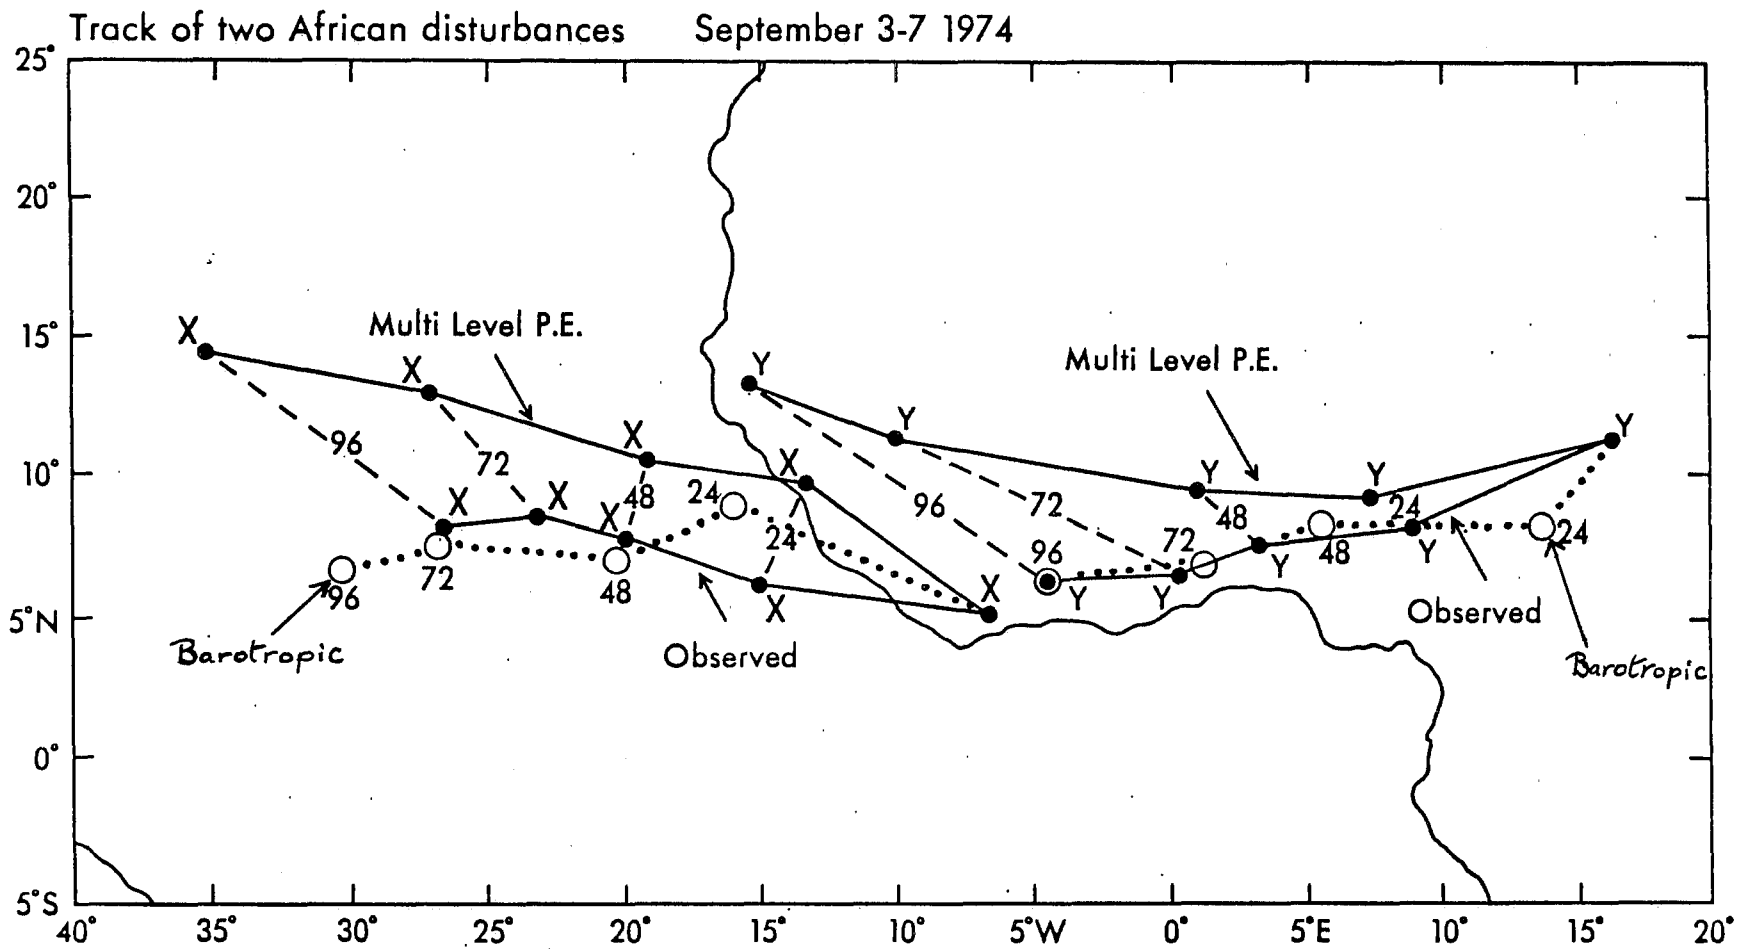 Track of two African disturbances September 3-7 1974
25°
20°
15°
10°
5°N
0°
5°S
40° 35° 30° 25° 20° 15° 10° 5°W 0° 5°E 10° 15° 20°
X
Multi Level P.E.
X
X
X
96
72
48
24
X
X
X
24
X
X
72
48
96
Barotropic
Observed
Y
Y
Multi Level P.E.
Y
Y
Y
96
72
48
24
24
72
96
48
Y
Y
Y
Y
Observed
Barotropic